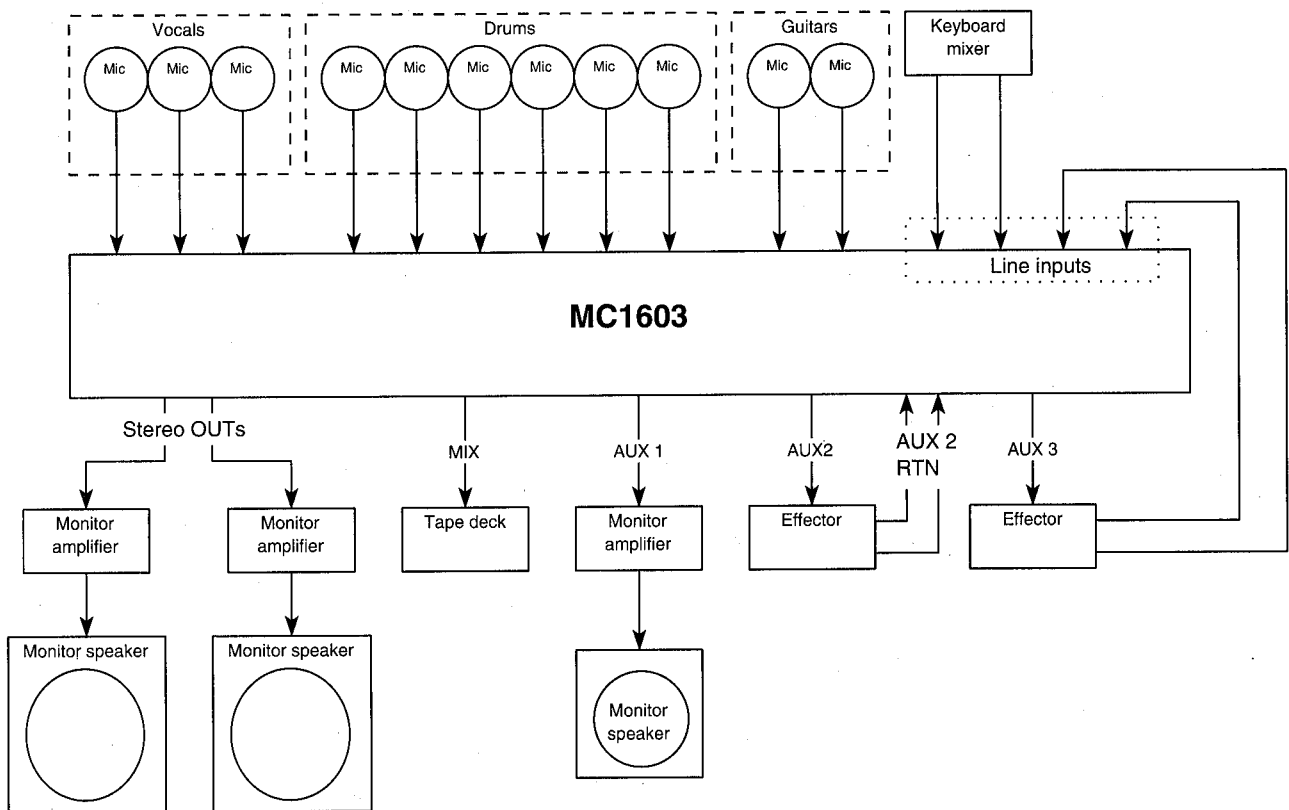 Vocals
Drums
Guitars
Keyboard
mixer
Mic
Mic
Mic
Mic
Mic
Mic
Mic
Mic
Mic
Mic
Mic
Line inputs
MC1603
Stereo OUTs
MIX
AUX 1
AUX2
AUX 2
RTN
AUX 3
Monitor
amplifier
Monitor
amplifier
Tape deck
Monitor
amplifier
Effector
Effector
Monitor speaker
Monitor speaker
Monitor
speaker